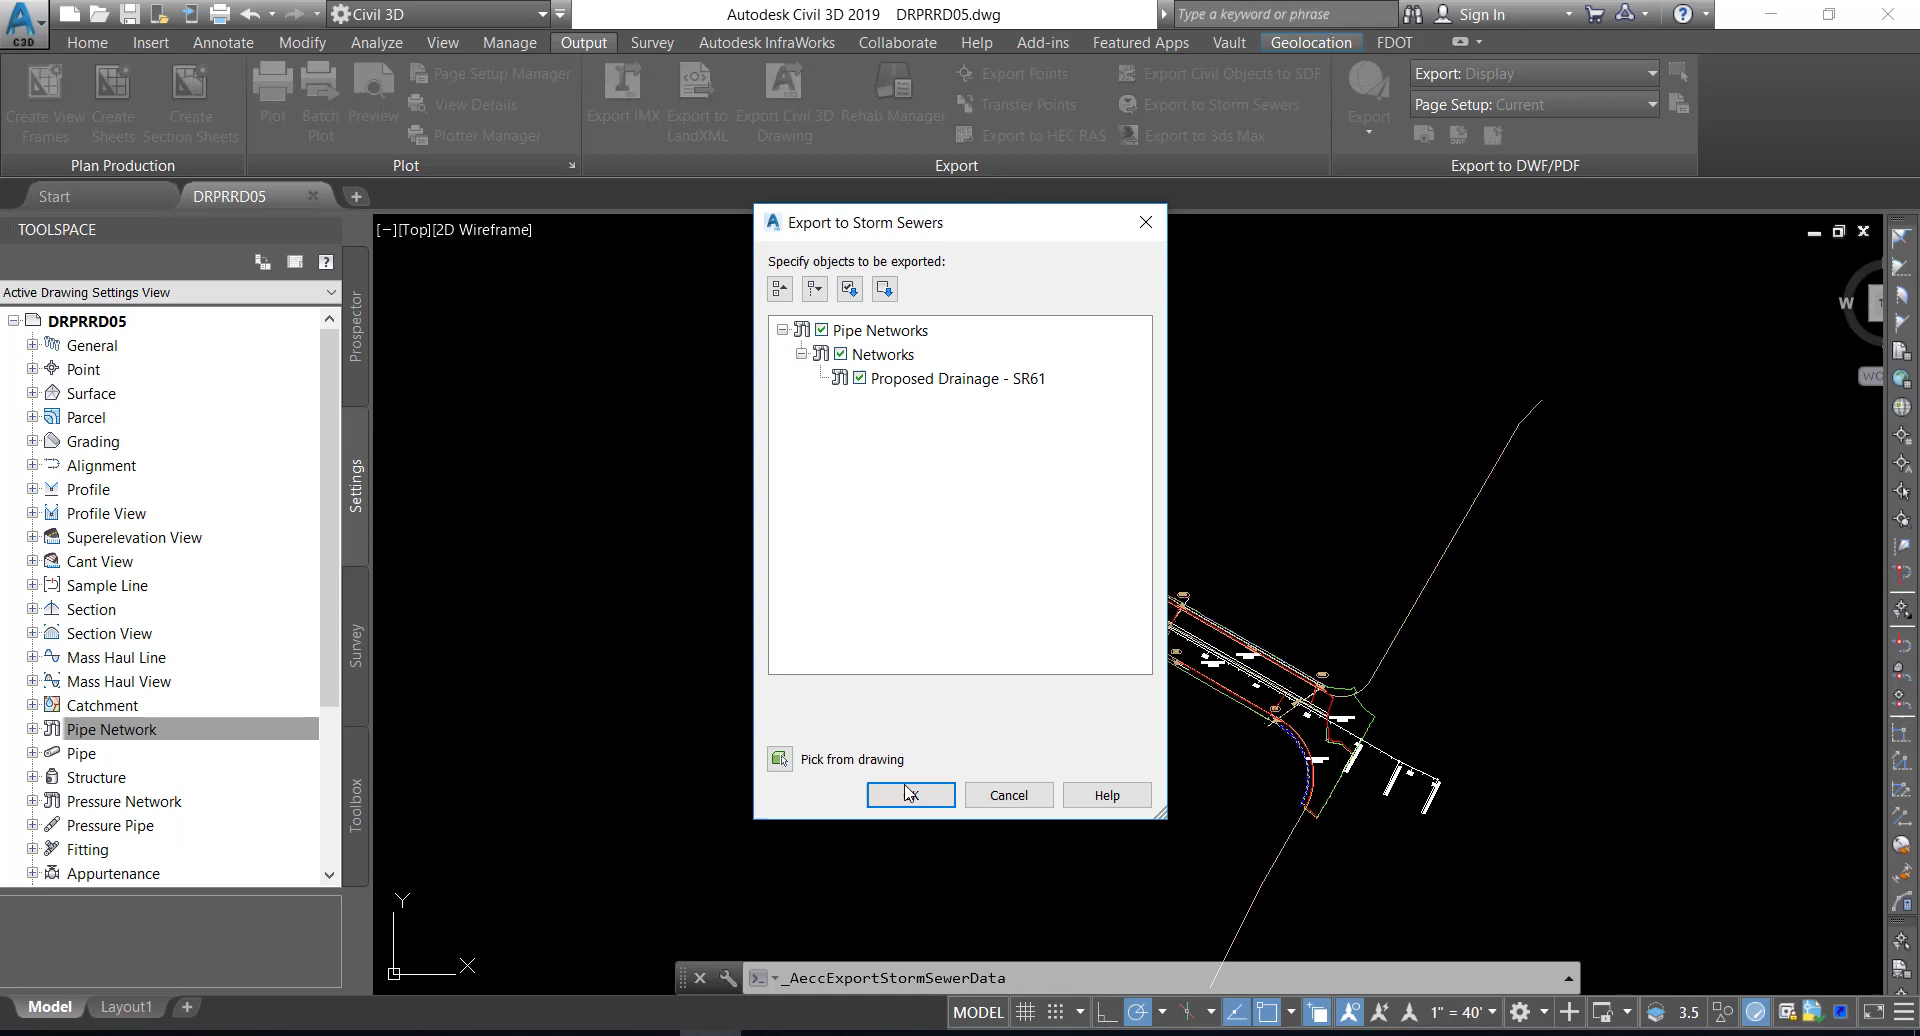 C3D
Civil 3D
Autodesk Civil 3D 2019 DRPRRD05.dwg
Type a keyword or phrase
Sign In
Home Insert Annotate Modify Analyze View Manage Output Survey Autodesk InfraWorks Collaborate Help Add-ins Featured Apps Vault Geolocation FDOT
Create View Frames
Create Sheets
Create Section Sheets
Plan Production
Plot
Batch Plot
Preview
Page Setup Manager
View Details
Plotter Manager
Plot
Export IMX
Export to LandXML
Export Civil 3D Drawing
Rehab Manager
Export Points
Transfer Points
Export to HEC RAS
Export Civil Objects to SDF
Export to Storm Sewers
Export to 3ds Max
Export
Export
Export: Display
Page Setup: Current
Export to DWF/PDF
Start
DRPRRD05
TOOLSPACE
Active Drawing Settings View
DRPRRD05
General
Point
Surface
Parcel
Grading
Alignment
Profile
Profile View
Superelevation View
Cant View
Sample Line
Section
Section View
Mass Haul Line
Mass Haul View
Catchment
Pipe Network
Pipe
Structure
Pressure Network
Pressure Pipe
Fitting
Appurtenance
Prospector
Settings
Survey
Toolbox
[−][Top][2D Wireframe]
Export to Storm Sewers
Specify objects to be exported:
Pipe Networks
Networks
Proposed Drainage - SR61
Pick from drawing
Cancel
Help
W
Y
X
_AeccExportStormSewerData
Model Layout1
MODEL
1" = 40'
3.5